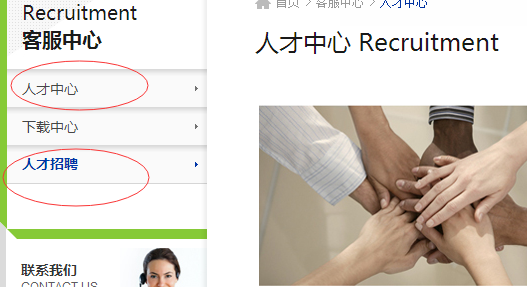 Recruitment
客服中心
人才中心
下载中心
人才招聘
联系我们
CONTACT US
首页 > 客服中心 > 人才中心
人才中心 Recruitment